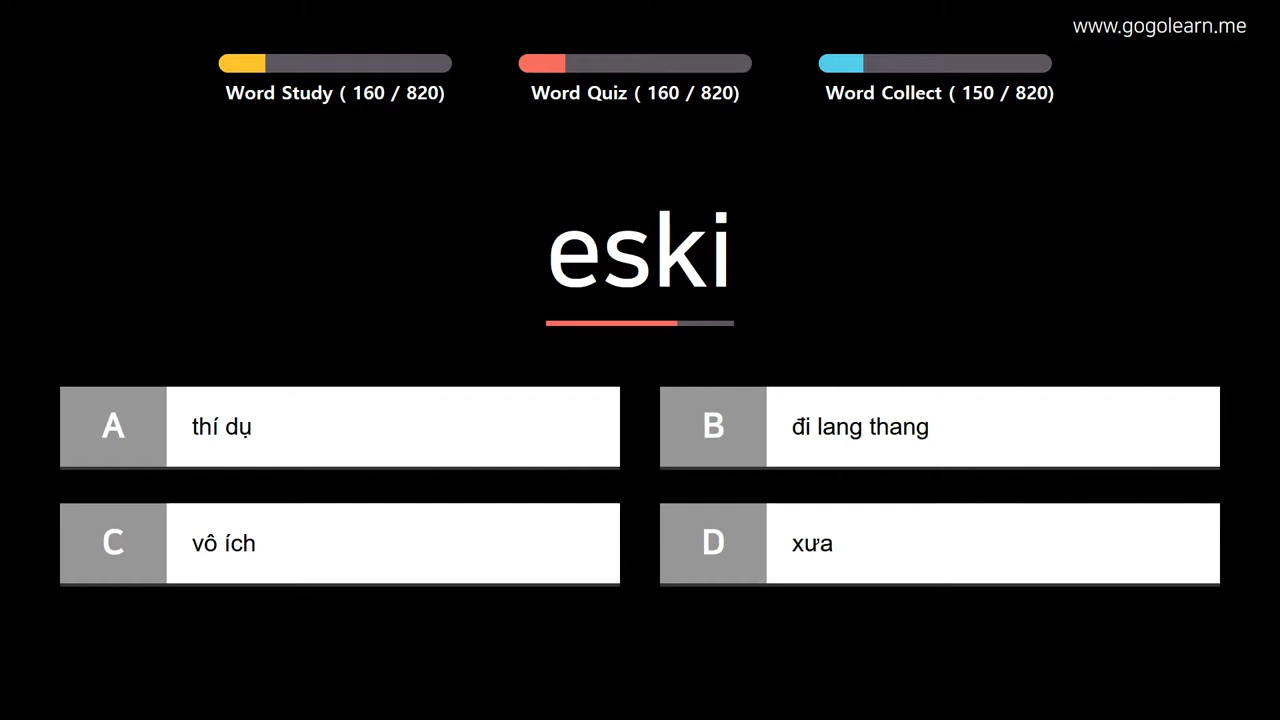 www.gogolearn.me
Word Study ( 160 / 820)
Word Quiz ( 160 / 820)
Word Collect ( 150 / 820)
eski
A
thí dụ
B
đi lang thang
C
vô ích
D
xưa